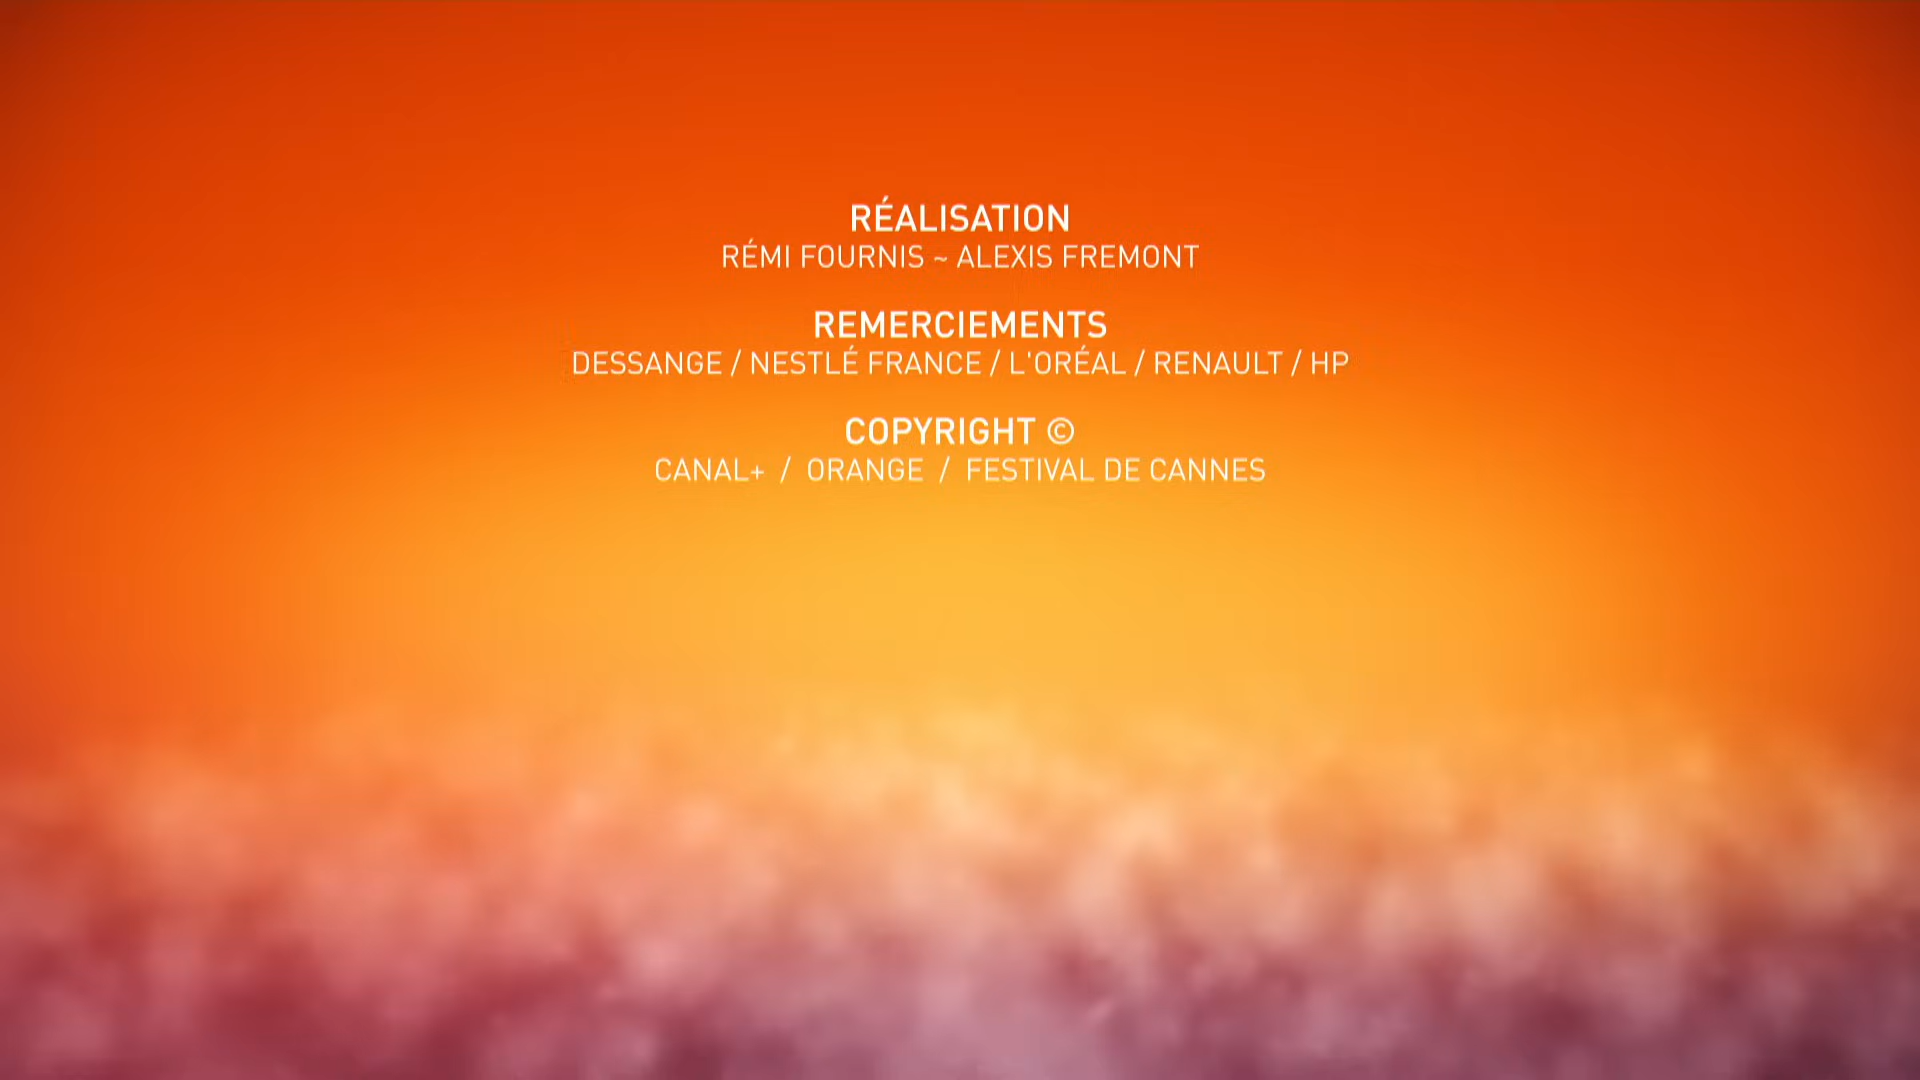 RÉALISATION
RÉMI FOURNIS ~ ALEXIS FREMONT
REMERCIEMENTS
DESSANGE / NESTLÉ FRANCE / L'ORÉAL / RENAULT / HP
COPYRIGHT ©
CANAL+ / ORANGE / FESTIVAL DE CANNES